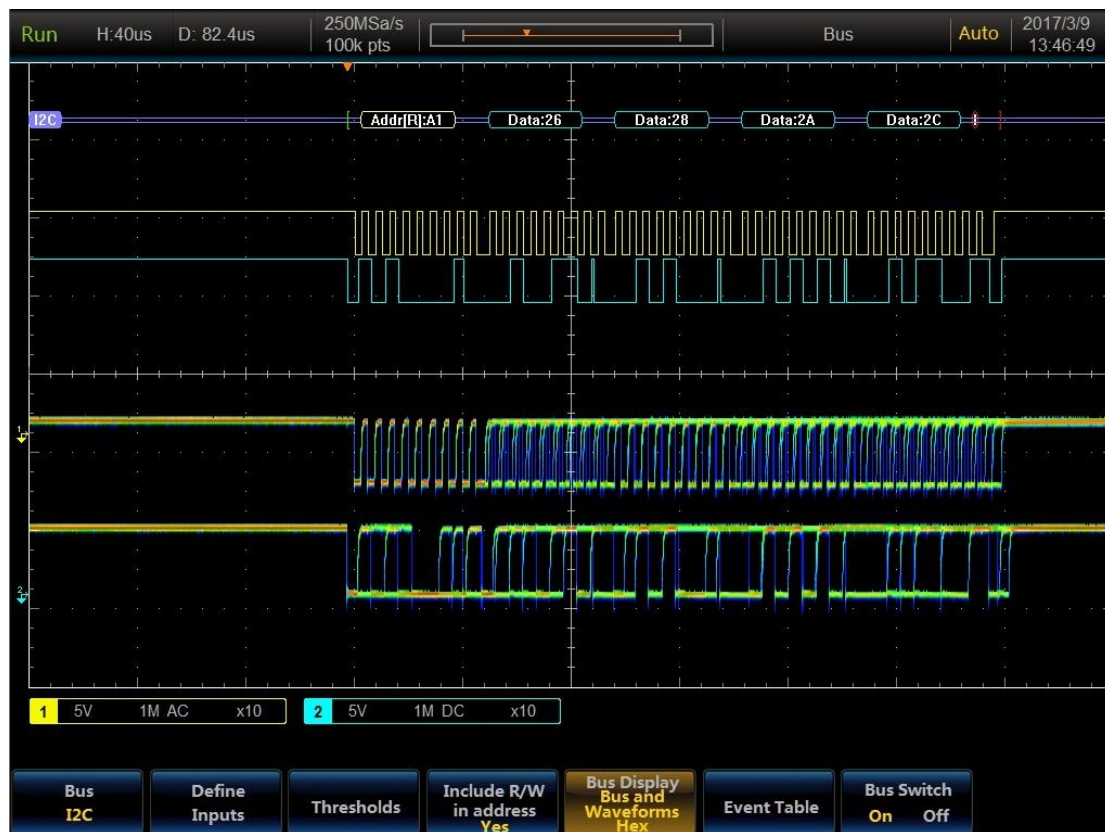 Run H:40us D: 82.4us 250MSa/s Bus Auto 2017/3/9
100k pts 13:46:49
I2C Addr[R]:A1 Data:26 Data:28 Data:2A Data:2C
1
2
1 5V 1M AC x10 2 5V 1M DC x10
Bus
I2C
Define
Inputs
Thresholds
Include R/W
in address
Yes
Bus Display
Bus and
Waveforms
Hex
Event Table
Bus Switch
On Off